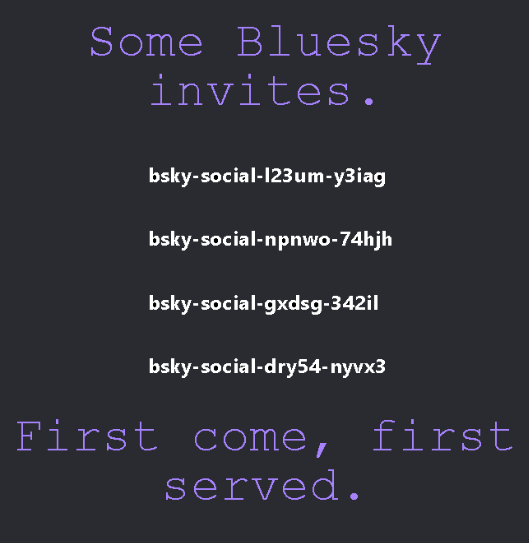 Some Bluesky
invites.
bsky-social-l23um-y3iag
bsky-social-npnwo-74hjh
bsky-social-gxdsg-342il
bsky-social-dry54-nyvx3
First come, first
served.